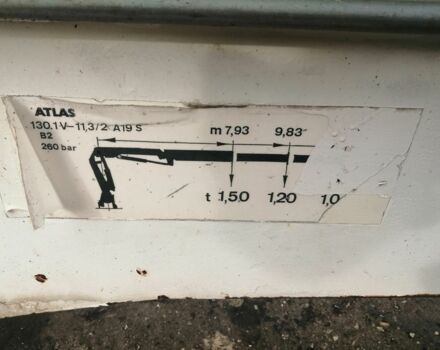 ATLAS
130.1V-11,3/2 A19 S
B2
260 bar
m 7,93 9,83
t 1,50 1,20 1,0